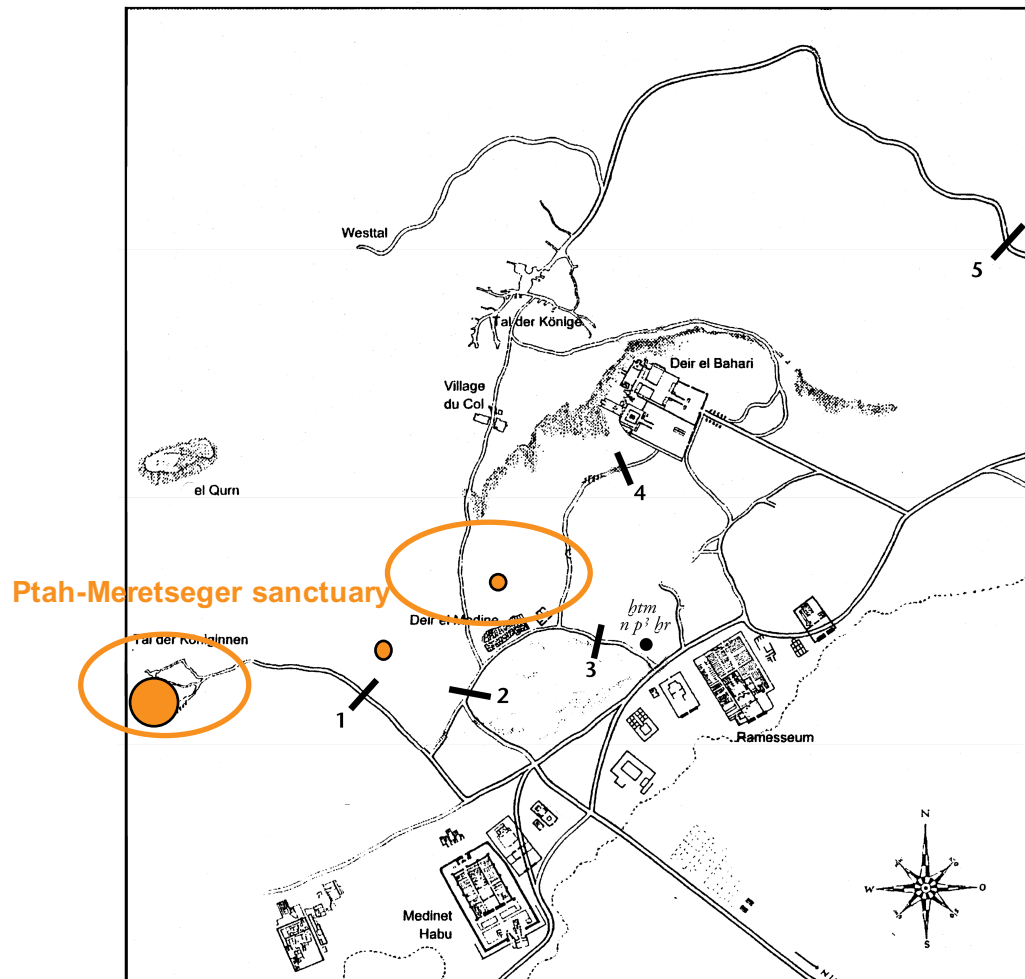 Westtal
5
Tal der Könige
Deir el Bahari
Village
du Col
4
el Qurn
Ptah-Meretseger sanctuary
ḫtm
n pꜣ ḫr
Deir el Medine
Tal der Königinnen
3
2
1
Ramesseum
Medinet
Habu
N
W
O
S